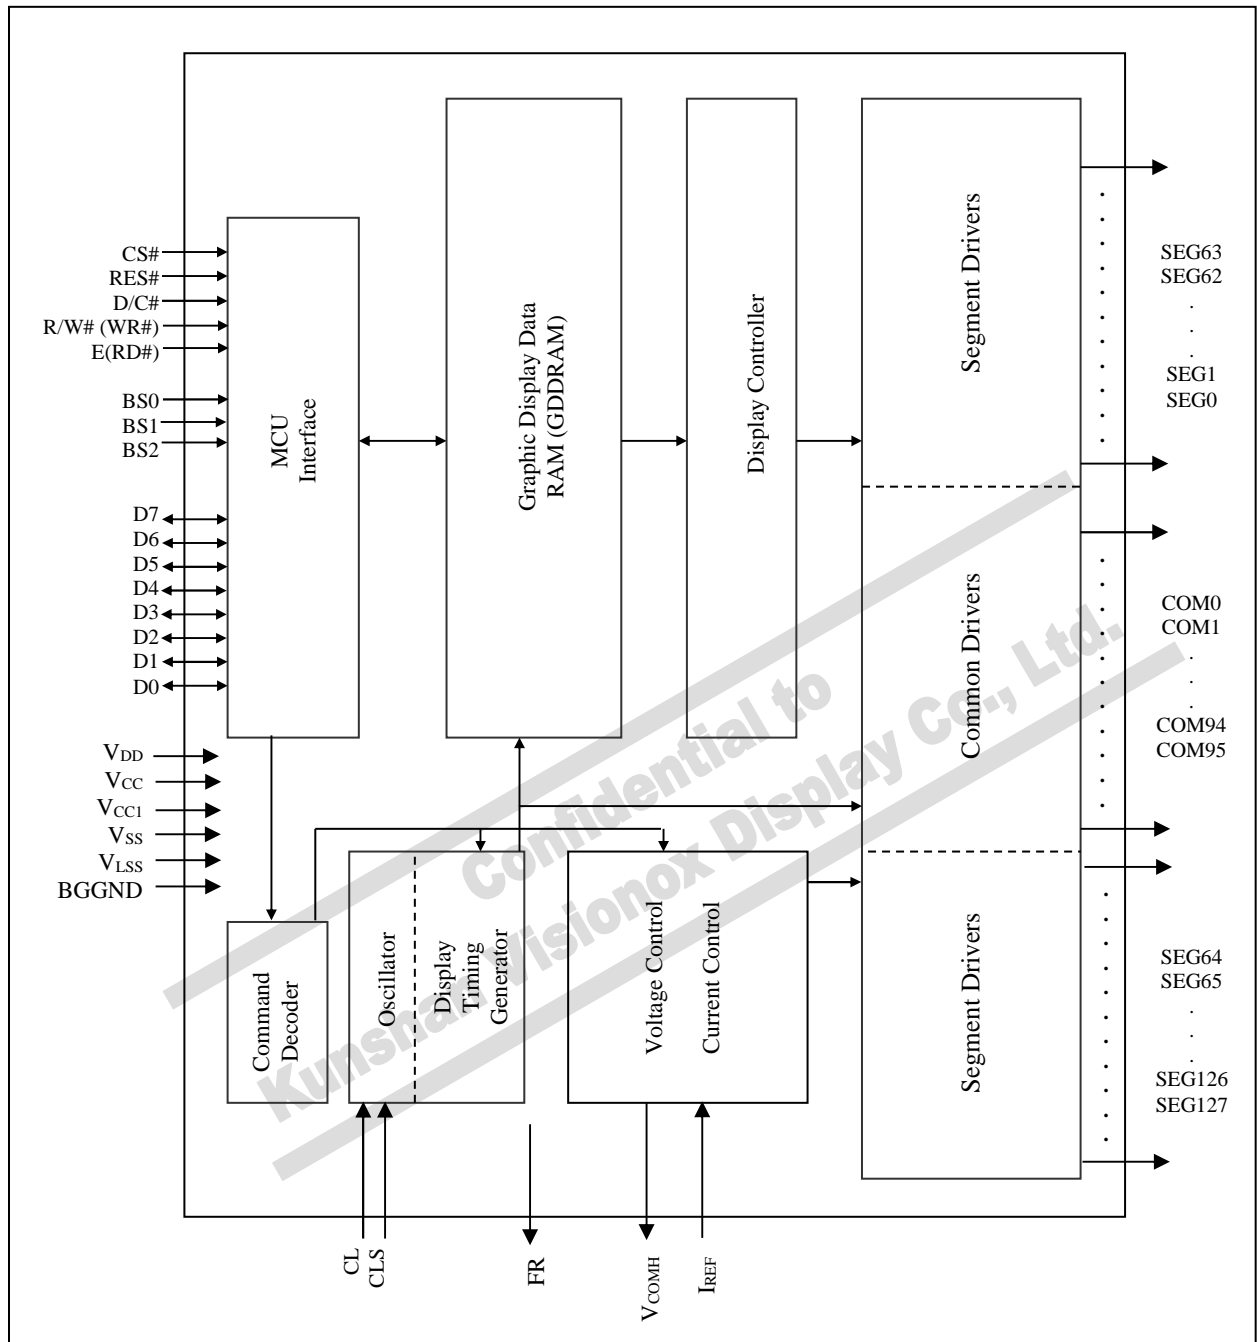 CS#
RES#
D/C#
R/W# (WR#)
E(RD#)
BS0
BS1
BS2
D7
D6
D5
D4
D3
D2
D1
D0
VDD
VCC
VCC1
VSS
VLSS
BGGND
MCU
Interface
Graphic Display Data
RAM (GDDRAM)
Display Controller
Segment Drivers
Common Drivers
Segment Drivers
SEG63
SEG62
.
.
.
SEG1
SEG0
COM0
COM1
.
.
.
COM94
COM95
SEG64
SEG65
.
.
.
SEG126
SEG127
Command
Decoder
Oscillator
Display
Timing
Generator
Voltage Control
Current Control
CL
CLS
FR
VCOMH
IREF
Confidential to
Kunshan Visionox Display Co., Ltd.